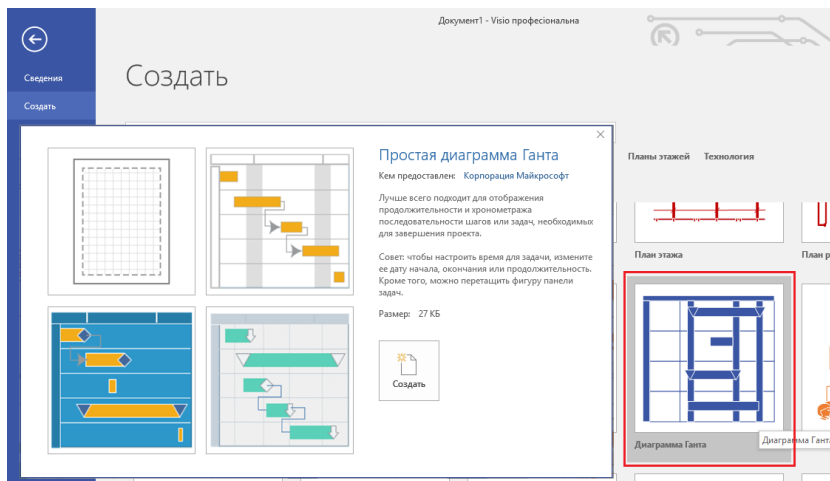 Документ1 - Visio професіональна
Сведения
Создать
Создать
Простая диаграмма Ганта
Кем предоставлен: Корпорация Майкрософт
Лучше всего подходит для отображения
продолжительности и хронометража
последовательности шагов или задач, необходимых
для завершения проекта.
Совет: чтобы настроить время для задачи, измените
ее дату начала, окончания или продолжительность.
Кроме того, можно перетащить фигуру панели
задач.
Размер: 27 КБ
Создать
Планы этажей Технология
План этажа
План р
Диаграмма Ганта
Диаграмма Гант